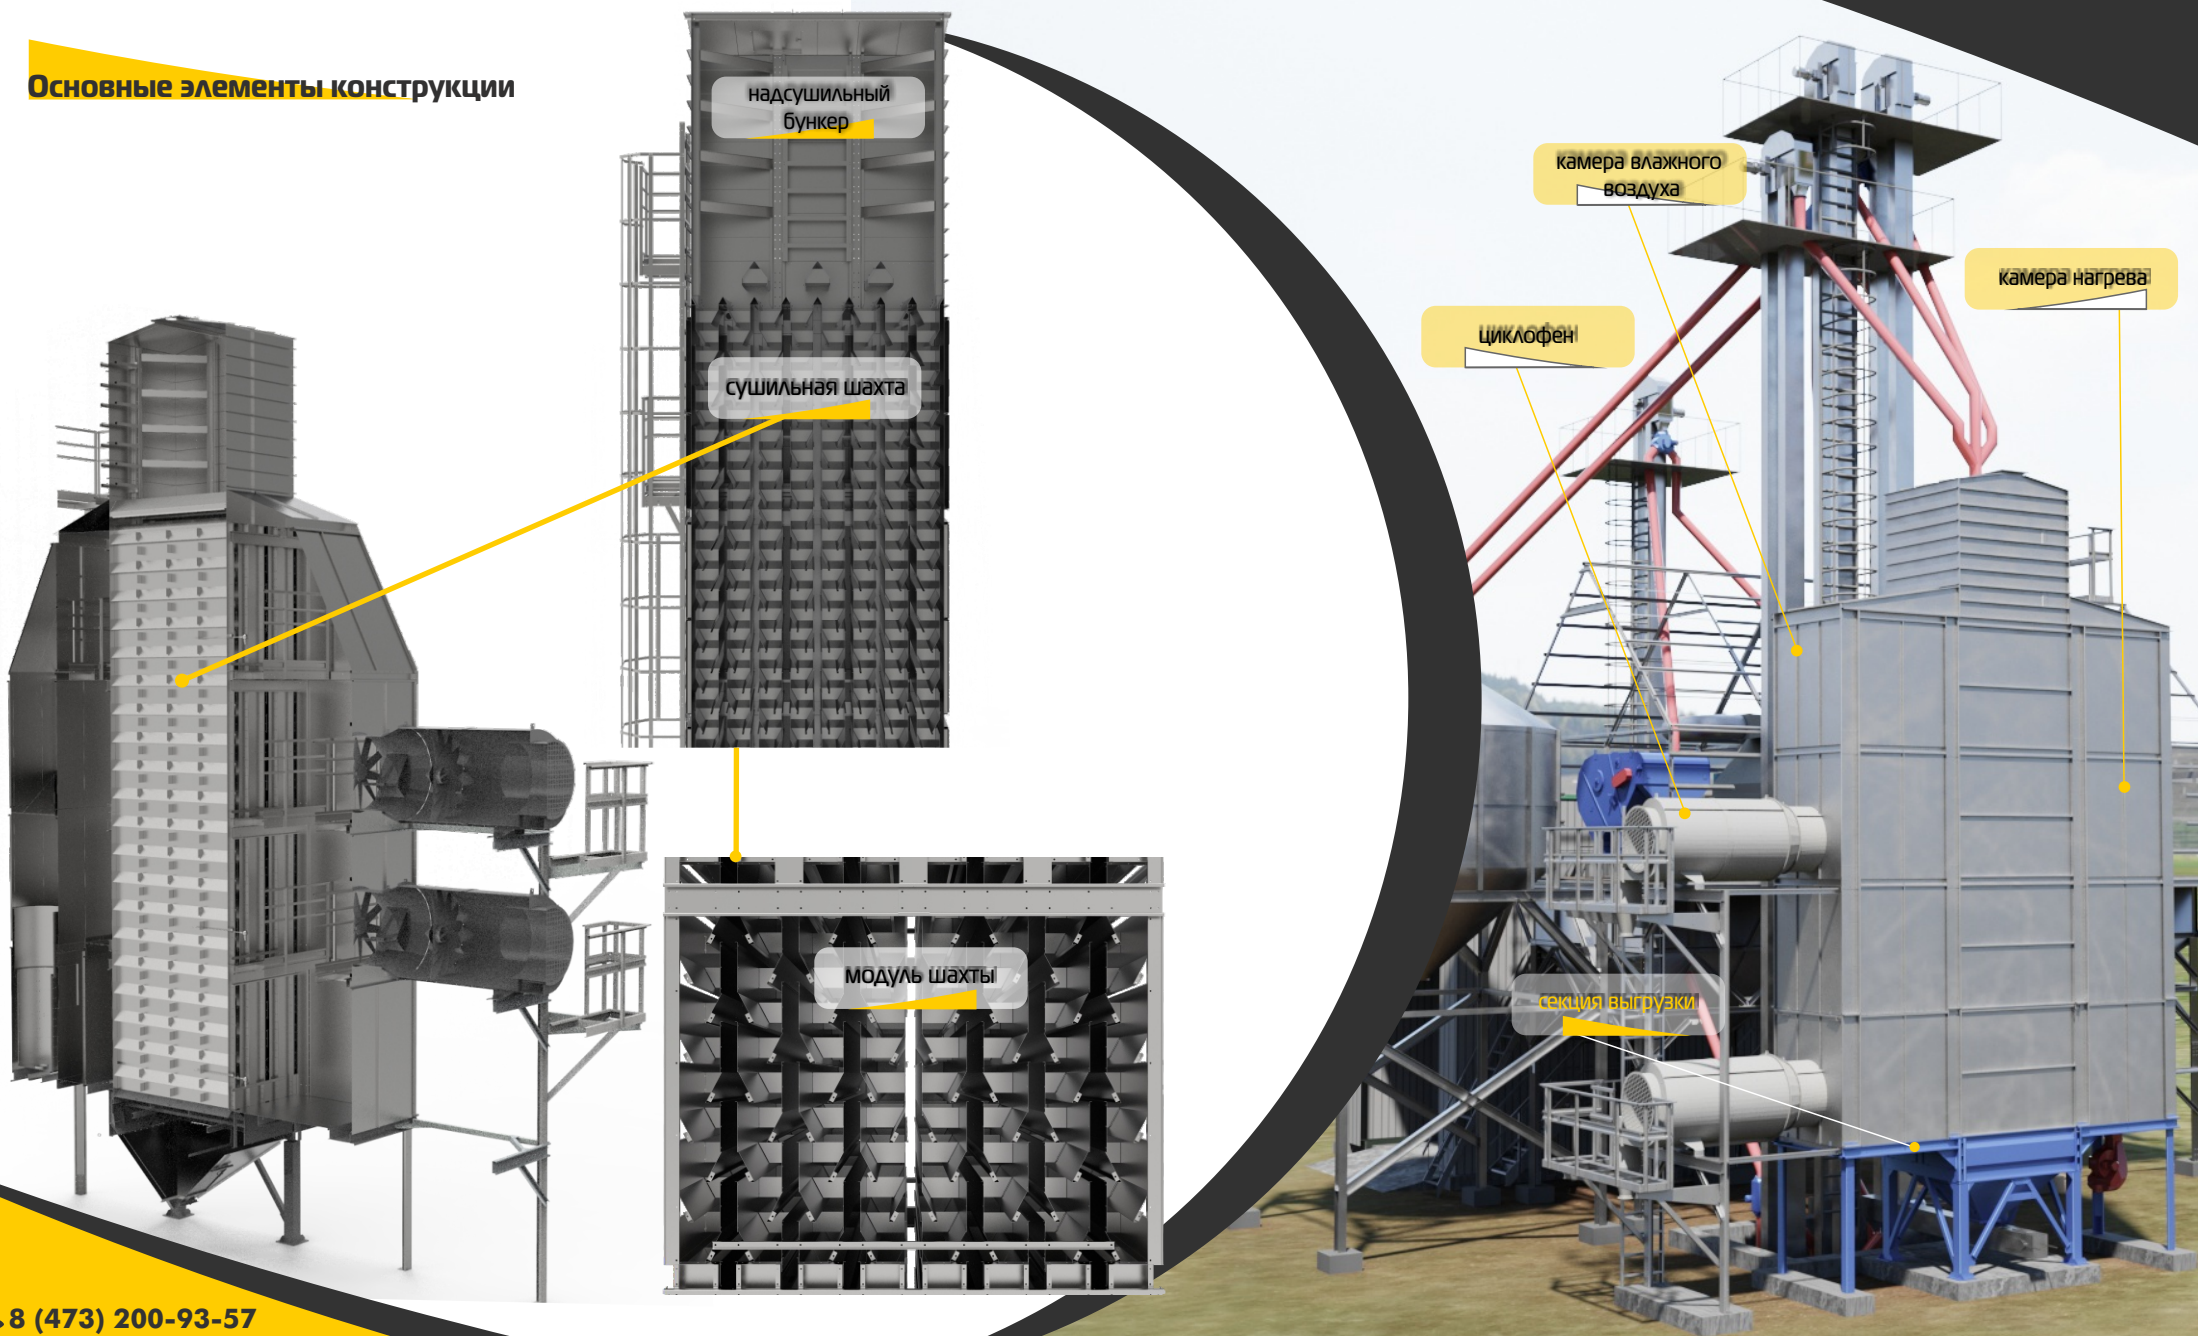 Основные элементы конструкции
надсушильный
бункер
сушильная шахта
модуль шахты
камера влажного
воздуха
камера нагрева
циклофен
секция выгрузки
8 (473) 200-93-57